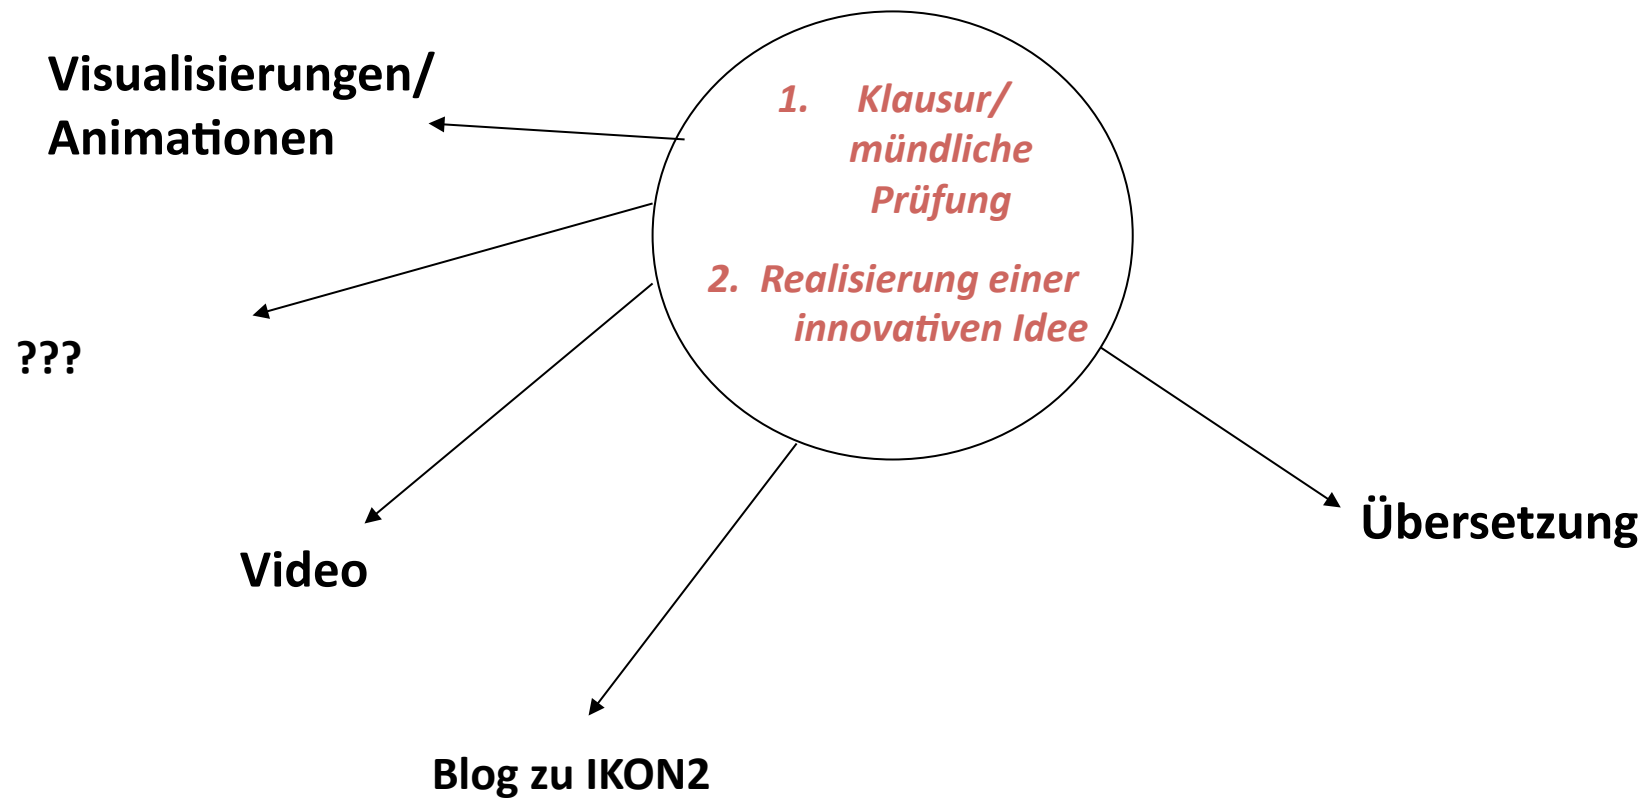 Visualisierungen/
Animationen
1. Klausur/
mündliche
Prüfung
2. Realisierung einer
innovativen Idee
???
Video
Übersetzung
Blog zu IKON2